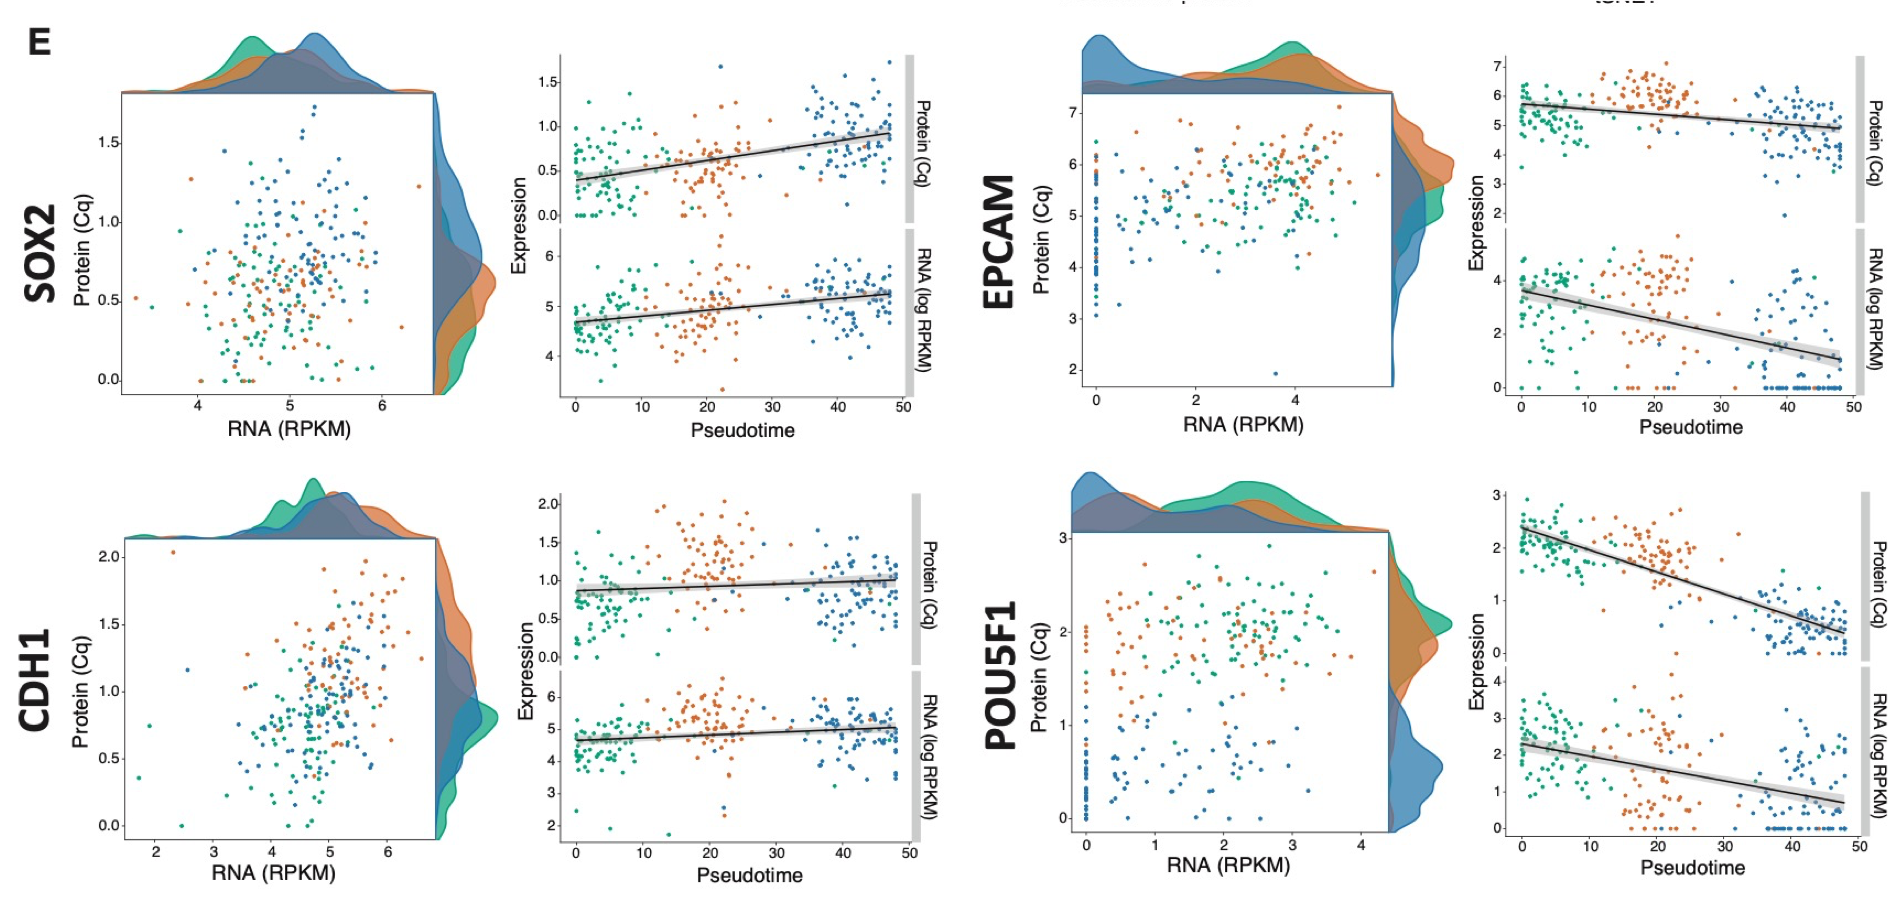 E
SOX2
Protein (Cq)
1.5
1.0
0.5
0.0
4 5 6
RNA (RPKM)
Expression
1.5
1.0
0.5
0.0
Protein (Cq)
6
5
4
RNA (log RPKM)
0 10 20 30 40 50
Pseudotime
EPCAM
Protein (Cq)
7
6
5
4
3
2
0 2 4
RNA (RPKM)
Expression
7
6
5
4
3
2
Protein (Cq)
4
2
0
RNA (log RPKM)
0 10 20 30 40 50
Pseudotime
CDH1
Protein (Cq)
2.0
1.5
1.0
0.5
0.0
2 3 4 5 6
RNA (RPKM)
Expression
2.0
1.5
1.0
0.5
0.0
Protein (Cq)
6
5
4
3
2
RNA (log RPKM)
0 10 20 30 40 50
Pseudotime
POU5F1
Protein (Cq)
3
2
1
0
0 1 2 3 4
RNA (RPKM)
Expression
3
2
1
0
Protein (Cq)
4
3
2
1
0
RNA (log RPKM)
0 10 20 30 40 50
Pseudotime